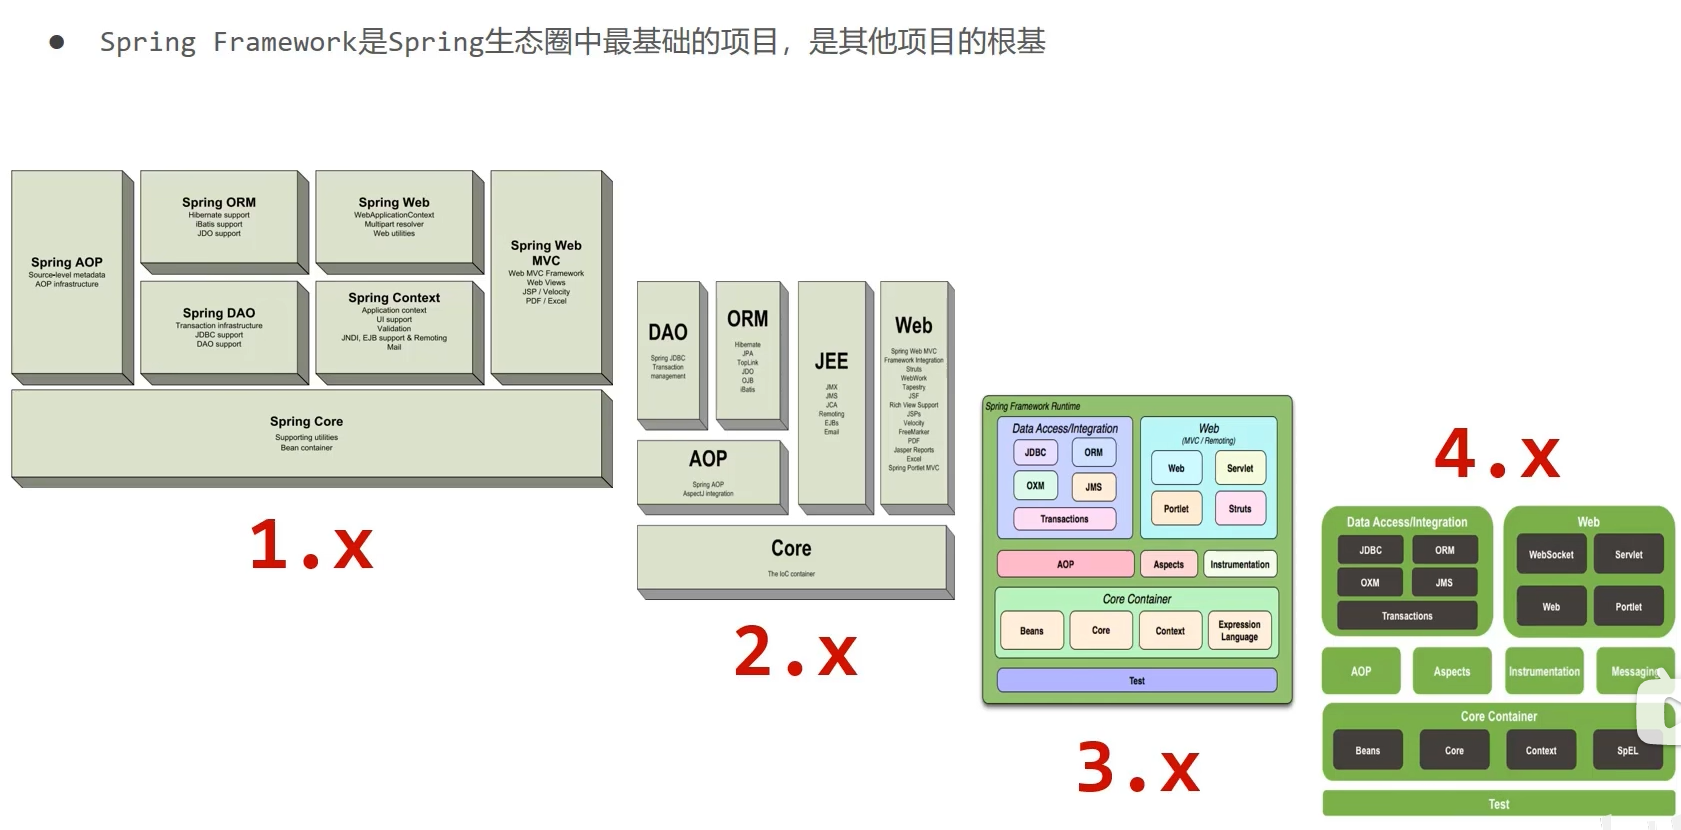 ● Spring Framework是Spring生态圈中最基础的项目，是其他项目的根基
Spring AOP
Source-level metadata
AOP infrastructure
Spring ORM
Hibernate support
iBatis support
JDO support
Spring Web
WebApplicationContext
Multipart resolver
Web utilities
Spring Web
MVC
Web MVC Framework
Web Views
JSP / Velocity
PDF / Excel
Spring DAO
Transaction infrastructure
JDBC support
DAO support
Spring Context
Application context
UI support
Validation
JNDI, EJB support & Remoting
Mail
Spring Core
Supporting utilities
Bean container
1.x
DAO
Spring JDBC
Transaction
management
ORM
Hibernate
JPA
TopLink
JDO
OJB
iBatis
JEE
JMX
JMS
JCA
Remoting
EJBs
Email
Web
Spring Web MVC
Framework Integration
Struts
WebWork
Tapestry
JSF
Rich View Support
JSPs
Velocity
FreeMarker
PDF
Jasper Reports
Excel
Spring Portlet MVC
AOP
Spring AOP
AspectJ integration
Core
The IoC container
2.x
Spring Framework Runtime
Data Access/Integration
JDBC
ORM
OXM
JMS
Transactions
Web
(MVC / Remoting)
Web
Servlet
Portlet
Struts
AOP
Aspects
Instrumentation
Core Container
Beans
Core
Context
Expression
Language
Test
3.x
4.x
Data Access/Integration
JDBC
ORM
OXM
JMS
Transactions
Web
WebSocket
Servlet
Web
Portlet
AOP
Aspects
Instrumentation
Messaging
Core Container
Beans
Core
Context
SpEL
Test